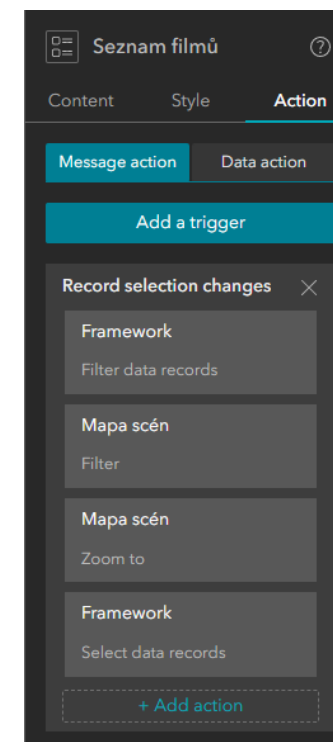 Seznam filmů
Content Style Action
Message action Data action
Add a trigger
Record selection changes
Framework
Filter data records
Mapa scén
Filter
Mapa scén
Zoom to
Framework
Select data records
+ Add action